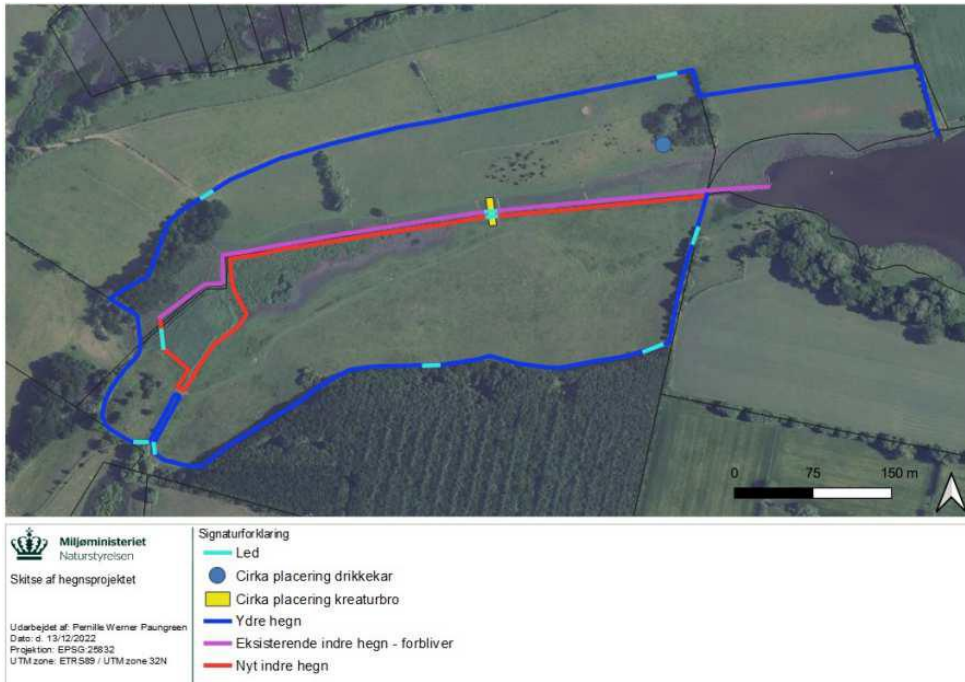 0 75 150 m
Miljøministeriet
Naturstyrelsen
Skitse af hegnsprojektet
Udarbejdet af: Pernille Werner Paungreen
Dato: d. 13/12/2022
Projektion: EPSG:25832
UTM zone: ETRS89 / UTM zone 32N
Signaturforklaring
Led
Cirka placering drikkekar
Cirka placering kreaturbro
Ydre hegn
Eksisterende indre hegn - forbliver
Nyt indre hegn